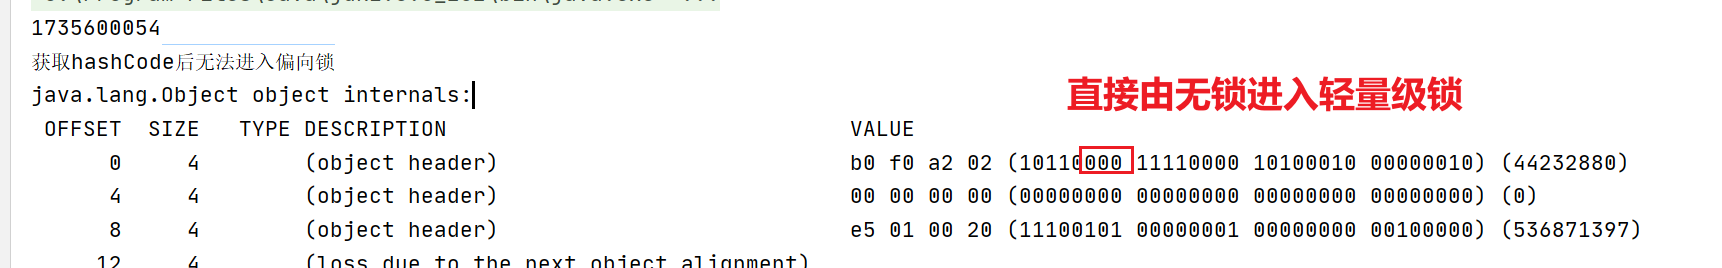 1735600054
获取hashCode后无法进入偏向锁
java.lang.Object object internals:
直接由无锁进入轻量级锁
OFFSET SIZE TYPE DESCRIPTION VALUE
0 4 (object header) b0 f0 a2 02 (10110000 11110000 10100010 00000010) (44232880)
4 4 (object header) 00 00 00 00 (00000000 00000000 00000000 00000000) (0)
8 4 (object header) e5 01 00 20 (11100101 00000001 00000000 00100000) (536871397)
12 4 (loss due to the next object alignment)